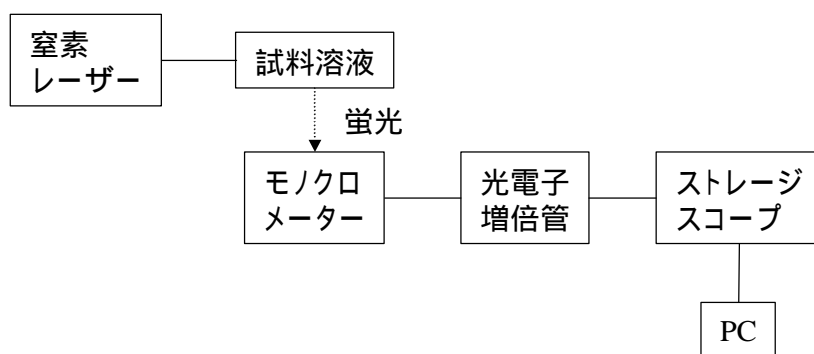 窒素
レーザー
試料溶液
蛍光
モノクロ
メーター
光電子
増倍管
ストレージ
スコープ
PC